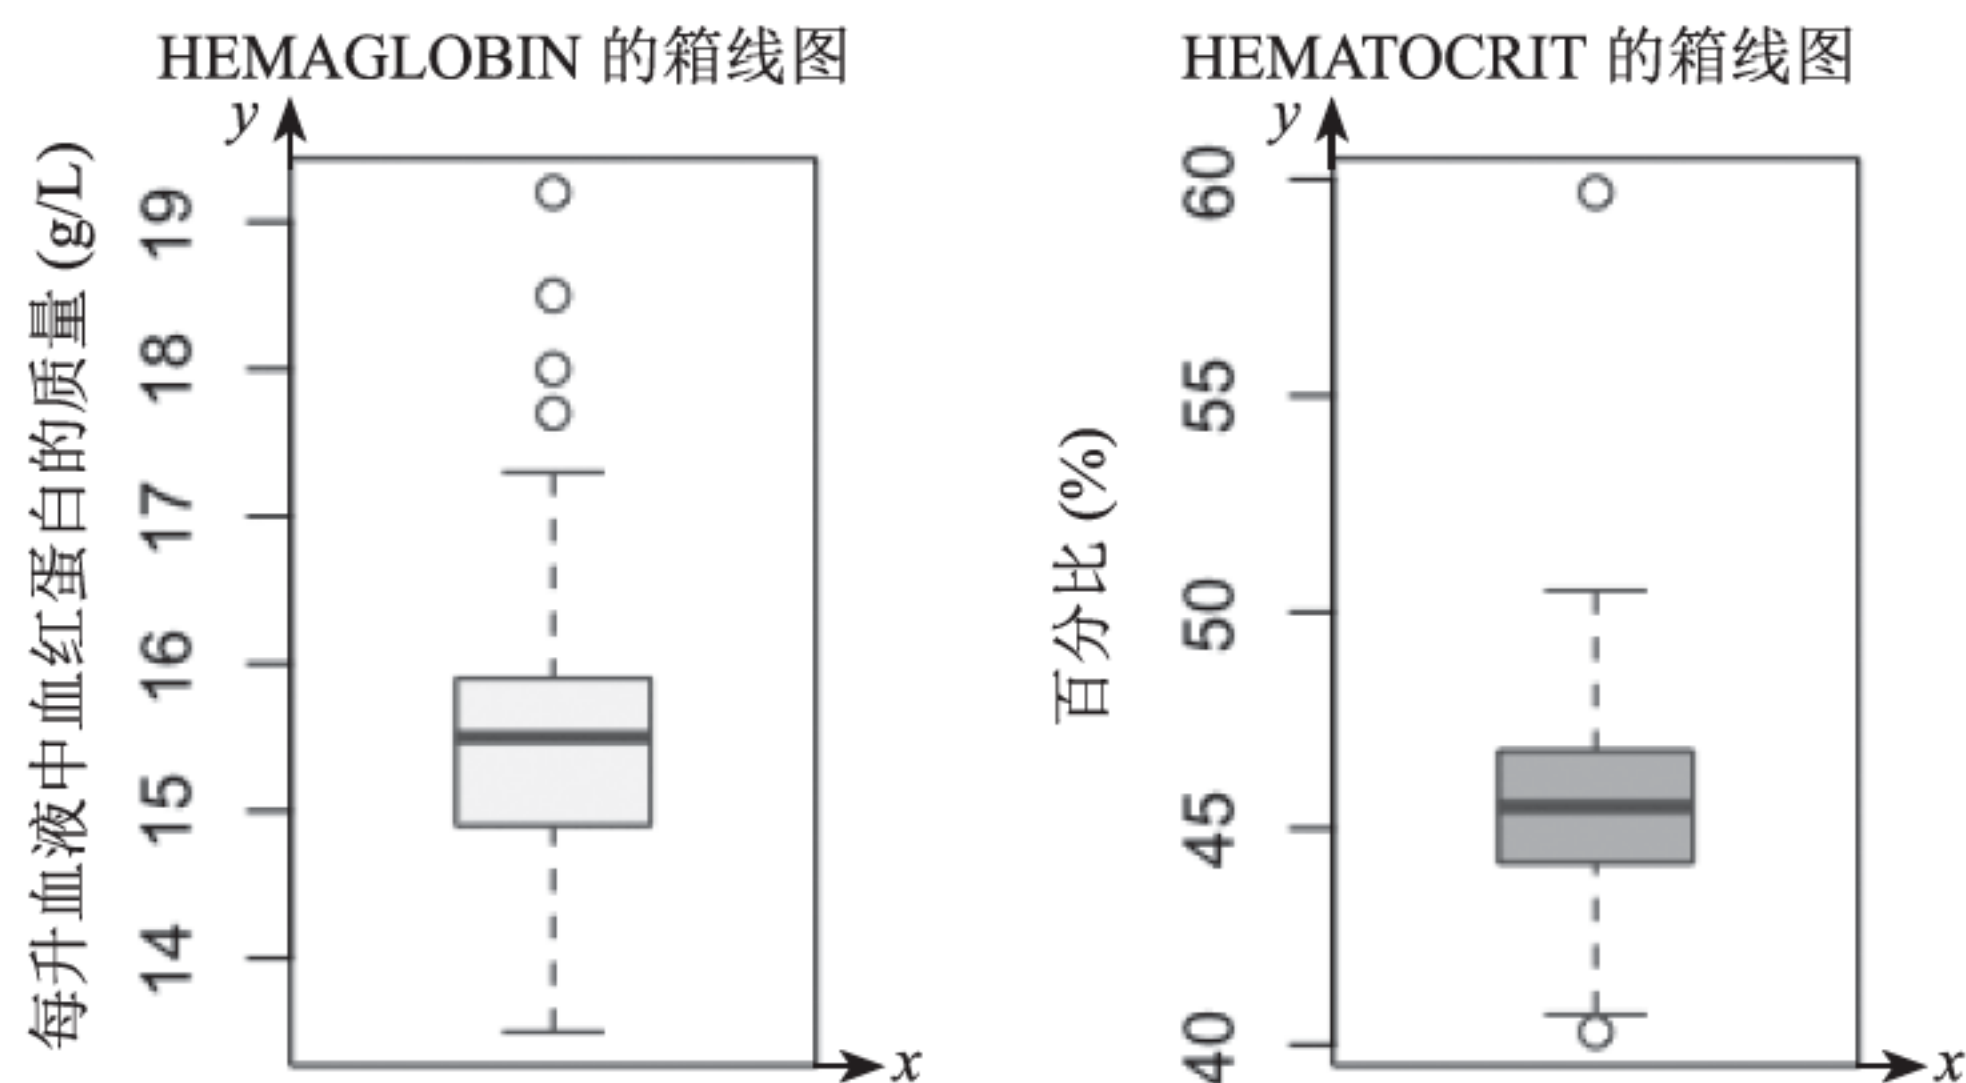 HEMAGLOBIN 的箱线图
y
每升血液中血红蛋白的质量 (g/L)
19
18
17
16
15
14
x
HEMATOCRIT 的箱线图
y
百分比 (%)
60
55
50
45
40
x